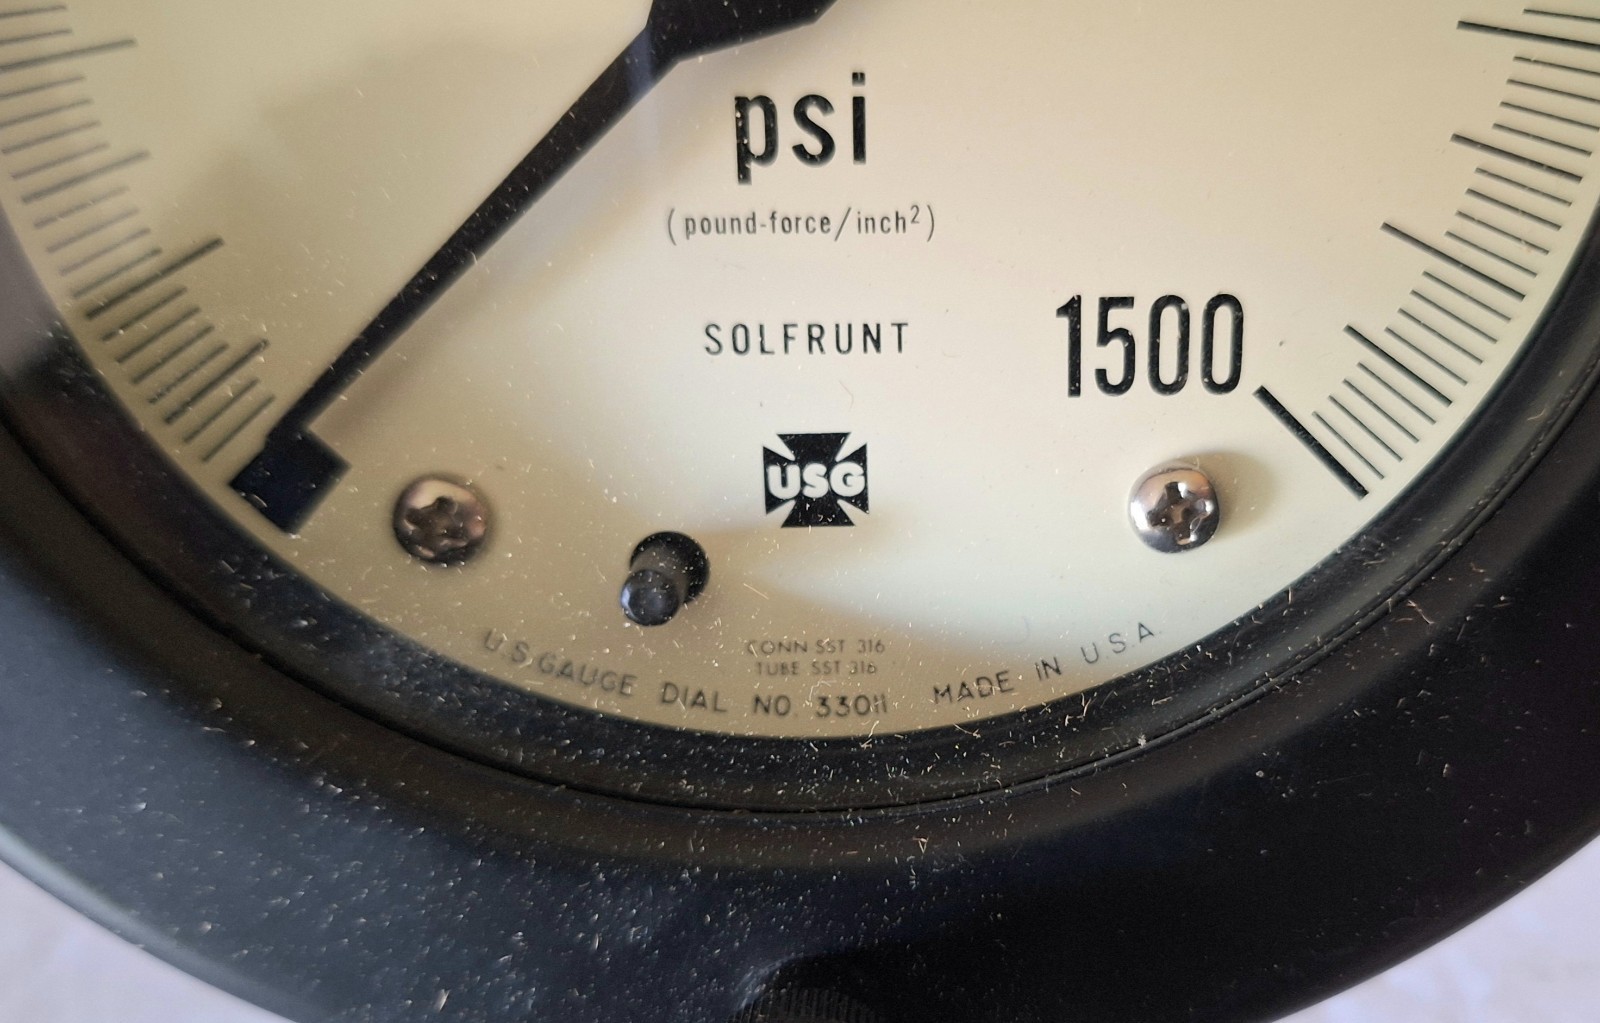 psi
(pound-force/inch²)
SOLFRUNT
1500
USG
CONN SST 316
TUBE SST 316
U.S. GAUGE DIAL NO. 33011 MADE IN U.S.A.